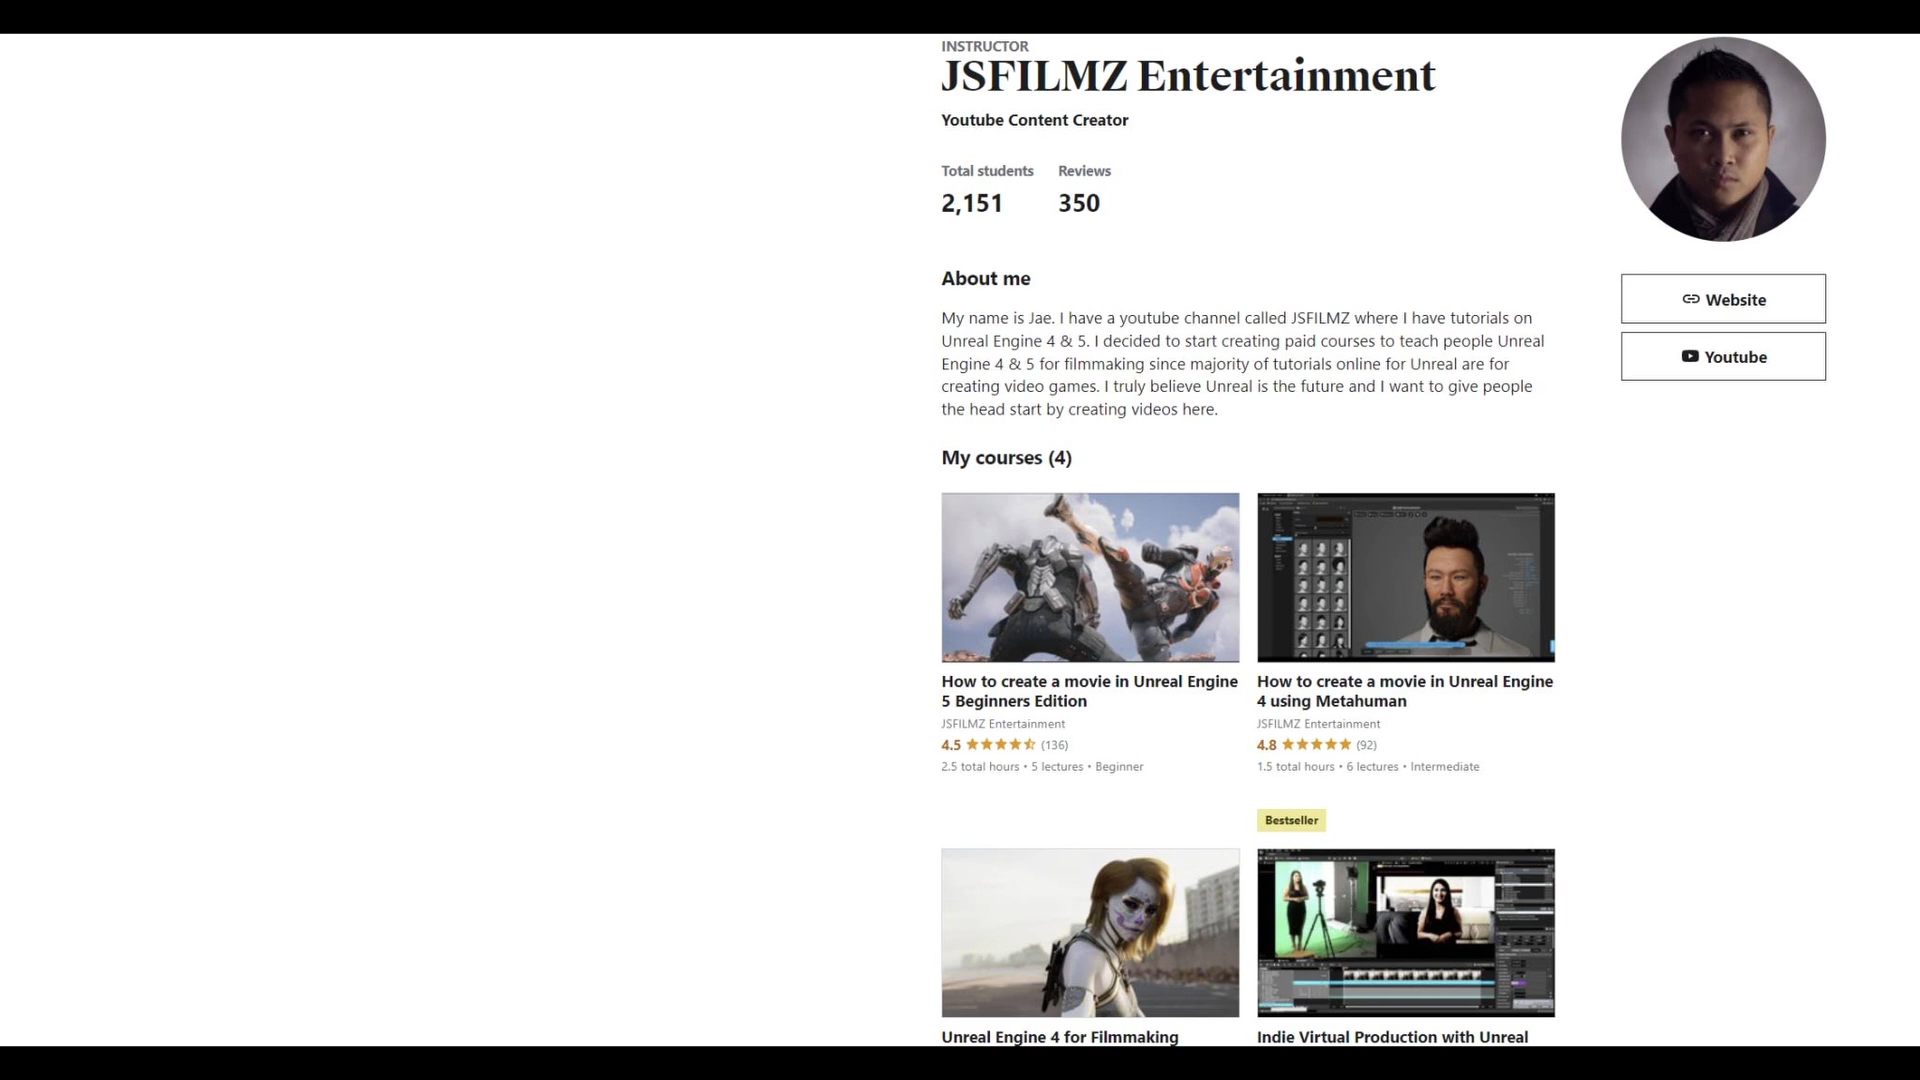 INSTRUCTOR
JSFILMZ Entertainment
Youtube Content Creator
Total students
Reviews
2,151
350
About me
My name is Jae. I have a youtube channel called JSFILMZ where I have tutorials on
Unreal Engine 4 & 5. I decided to start creating paid courses to teach people Unreal
Engine 4 & 5 for filmmaking since majority of tutorials online for Unreal are for
creating video games. I truly believe Unreal is the future and I want to give people
the head start by creating videos here.
Website
Youtube
My courses (4)
How to create a movie in Unreal Engine
5 Beginners Edition
JSFILMZ Entertainment
4.5 (136)
2.5 total hours • 5 lectures • Beginner
How to create a movie in Unreal Engine
4 using Metahuman
JSFILMZ Entertainment
4.8 (92)
1.5 total hours • 6 lectures • Intermediate
Bestseller
Unreal Engine 4 for Filmmaking
Indie Virtual Production with Unreal